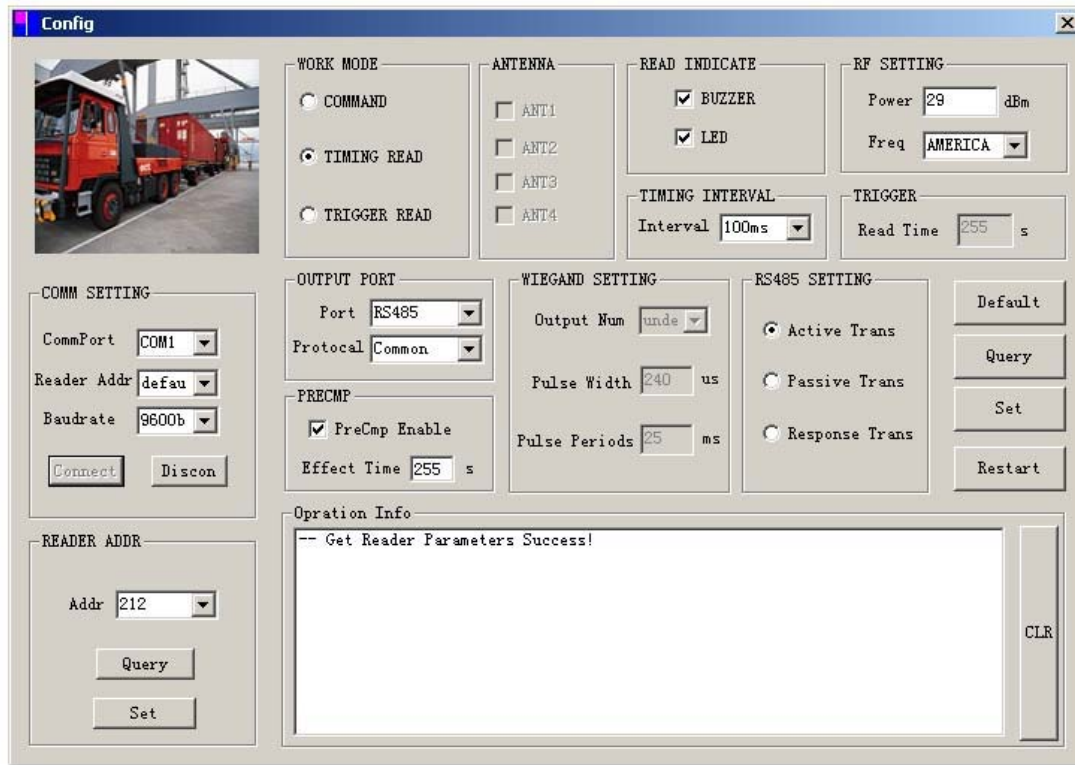 Config
WORK MODE
COMMAND
TIMING READ
TRIGGER READ
ANTENNA
ANT1
ANT2
ANT3
ANT4
READ INDICATE
BUZZER
LED
RF SETTING
Power 29 dBm
Freq AMERICA
TIMING INTERVAL
Interval 100ms
TRIGGER
Read Time 255 s
COMM SETTING
CommPort COM1
Reader Addr defau
Baudrate 9600b
Connect Discon
OUTPUT PORT
Port RS485
Protocal Common
PRECMP
PreCmp Enable
Effect Time 255 s
WIEGAND SETTING
Output Num unde
Pulse Width 240 us
Pulse Periods 25 ms
RS485 SETTING
Active Trans
Passive Trans
Response Trans
Default
Query
Set
Restart
READER ADDR
Addr 212
Query
Set
Opration Info
-- Get Reader Parameters Success!
CLR